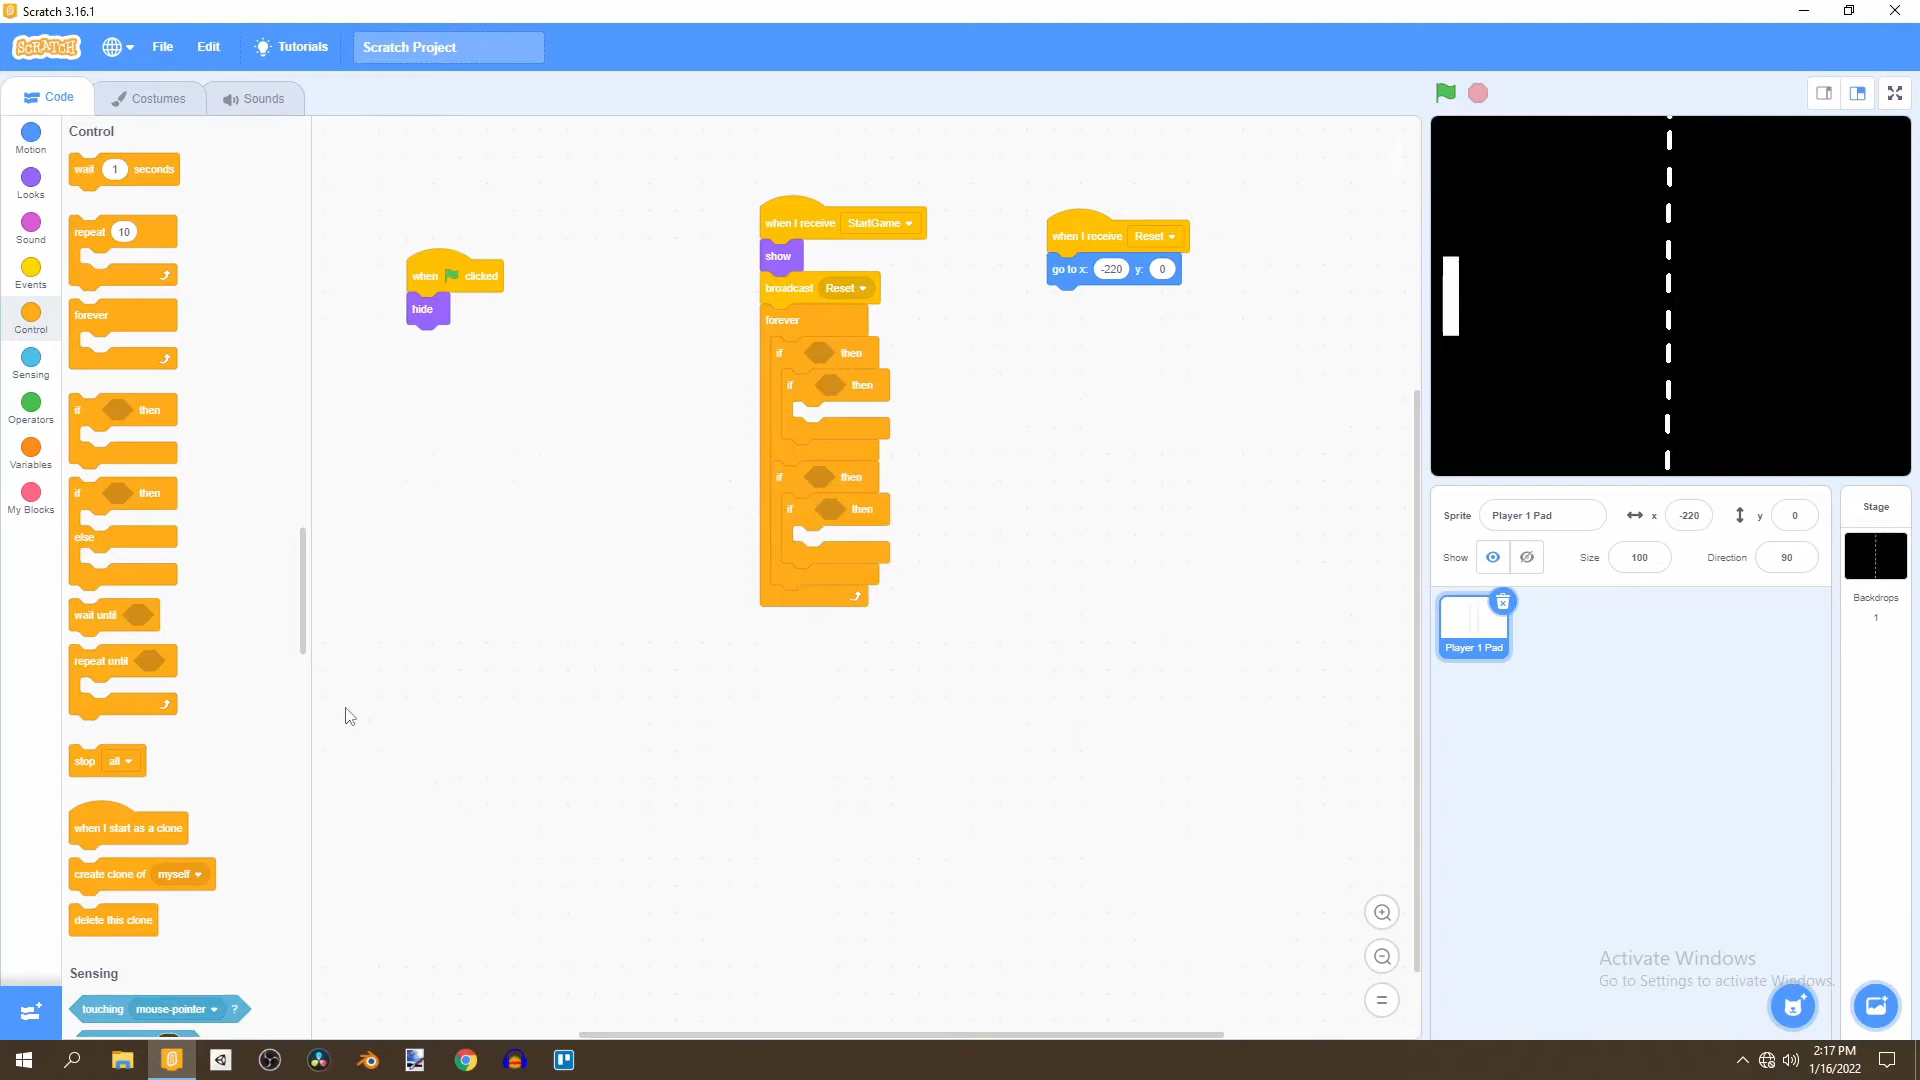 Scratch 3.16.1
SCRATCH
File
Edit
Tutorials
Scratch Project
Code
Costumes
Sounds
Motion
Looks
Sound
Events
Control
Sensing
Operators
Variables
My Blocks
Control
wait 1 seconds
repeat 10
forever
if then
if then
else
wait until
repeat until
stop all
when I start as a clone
create clone of myself
delete this clone
Sensing
touching mouse-pointer ?
when clicked
hide
when I receive StartGame
show
broadcast Reset
forever
if then
if then
if then
if then
when I receive Reset
go to x: -220 y: 0
Sprite Player 1 Pad x -220 y 0
Show Size 100 Direction 90
Player 1 Pad
Stage
Backdrops
1
Activate Windows
Go to Settings to activate Windows.
2:17 PM
1/16/2022